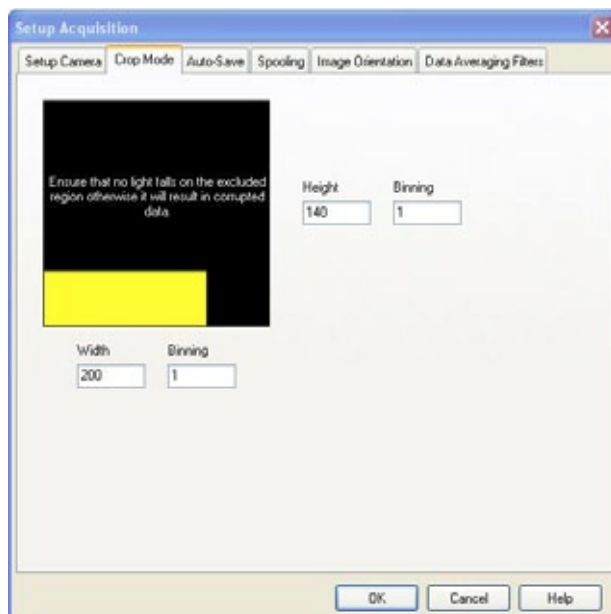 Setup Acquisition
Setup Camera Crop Mode Auto-Save Spooling Image Orientation Data Averaging Filters
Ensure that no light falls on the excluded
region otherwise it will result in corrupted
data.
Height Binning
140 1
Width Binning
200 1
OK Cancel Help